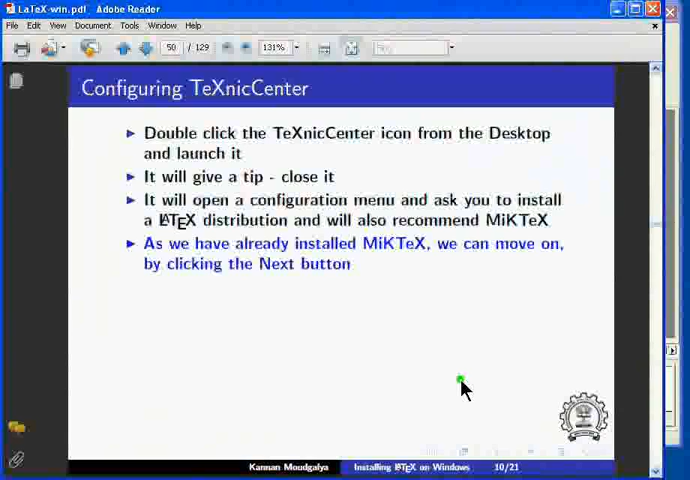 LaTeX-win.pdf - Adobe Reader
File Edit View Document Tools Window Help
50 / 129 131%
Configuring TeXnicCenter
Double click the TeXnicCenter icon from the Desktop
and launch it
It will give a tip - close it
It will open a configuration menu and ask you to install
a LATEX distribution and will also recommend MiKTeX
As we have already installed MiKTeX, we can move on,
by clicking the Next button
Kannan Moudgalya Installing LATEX on Windows 10/21